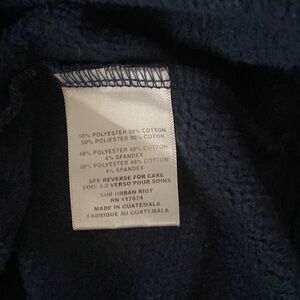 50% POLYESTER 50% COTTON
50% POLYESTER 50% COTON
48% POLYESTER 48% COTTON
4% SPANDEX
48% POLYESTER 48% COTON
4% SPANDEX
SEE REVERSE FOR CARE
VOIR AU VERSO POUR SOINS
SUB URBAN RIOT
RN 117674
MADE IN GUATEMALA
FABRIQUE AU GUATEMALA